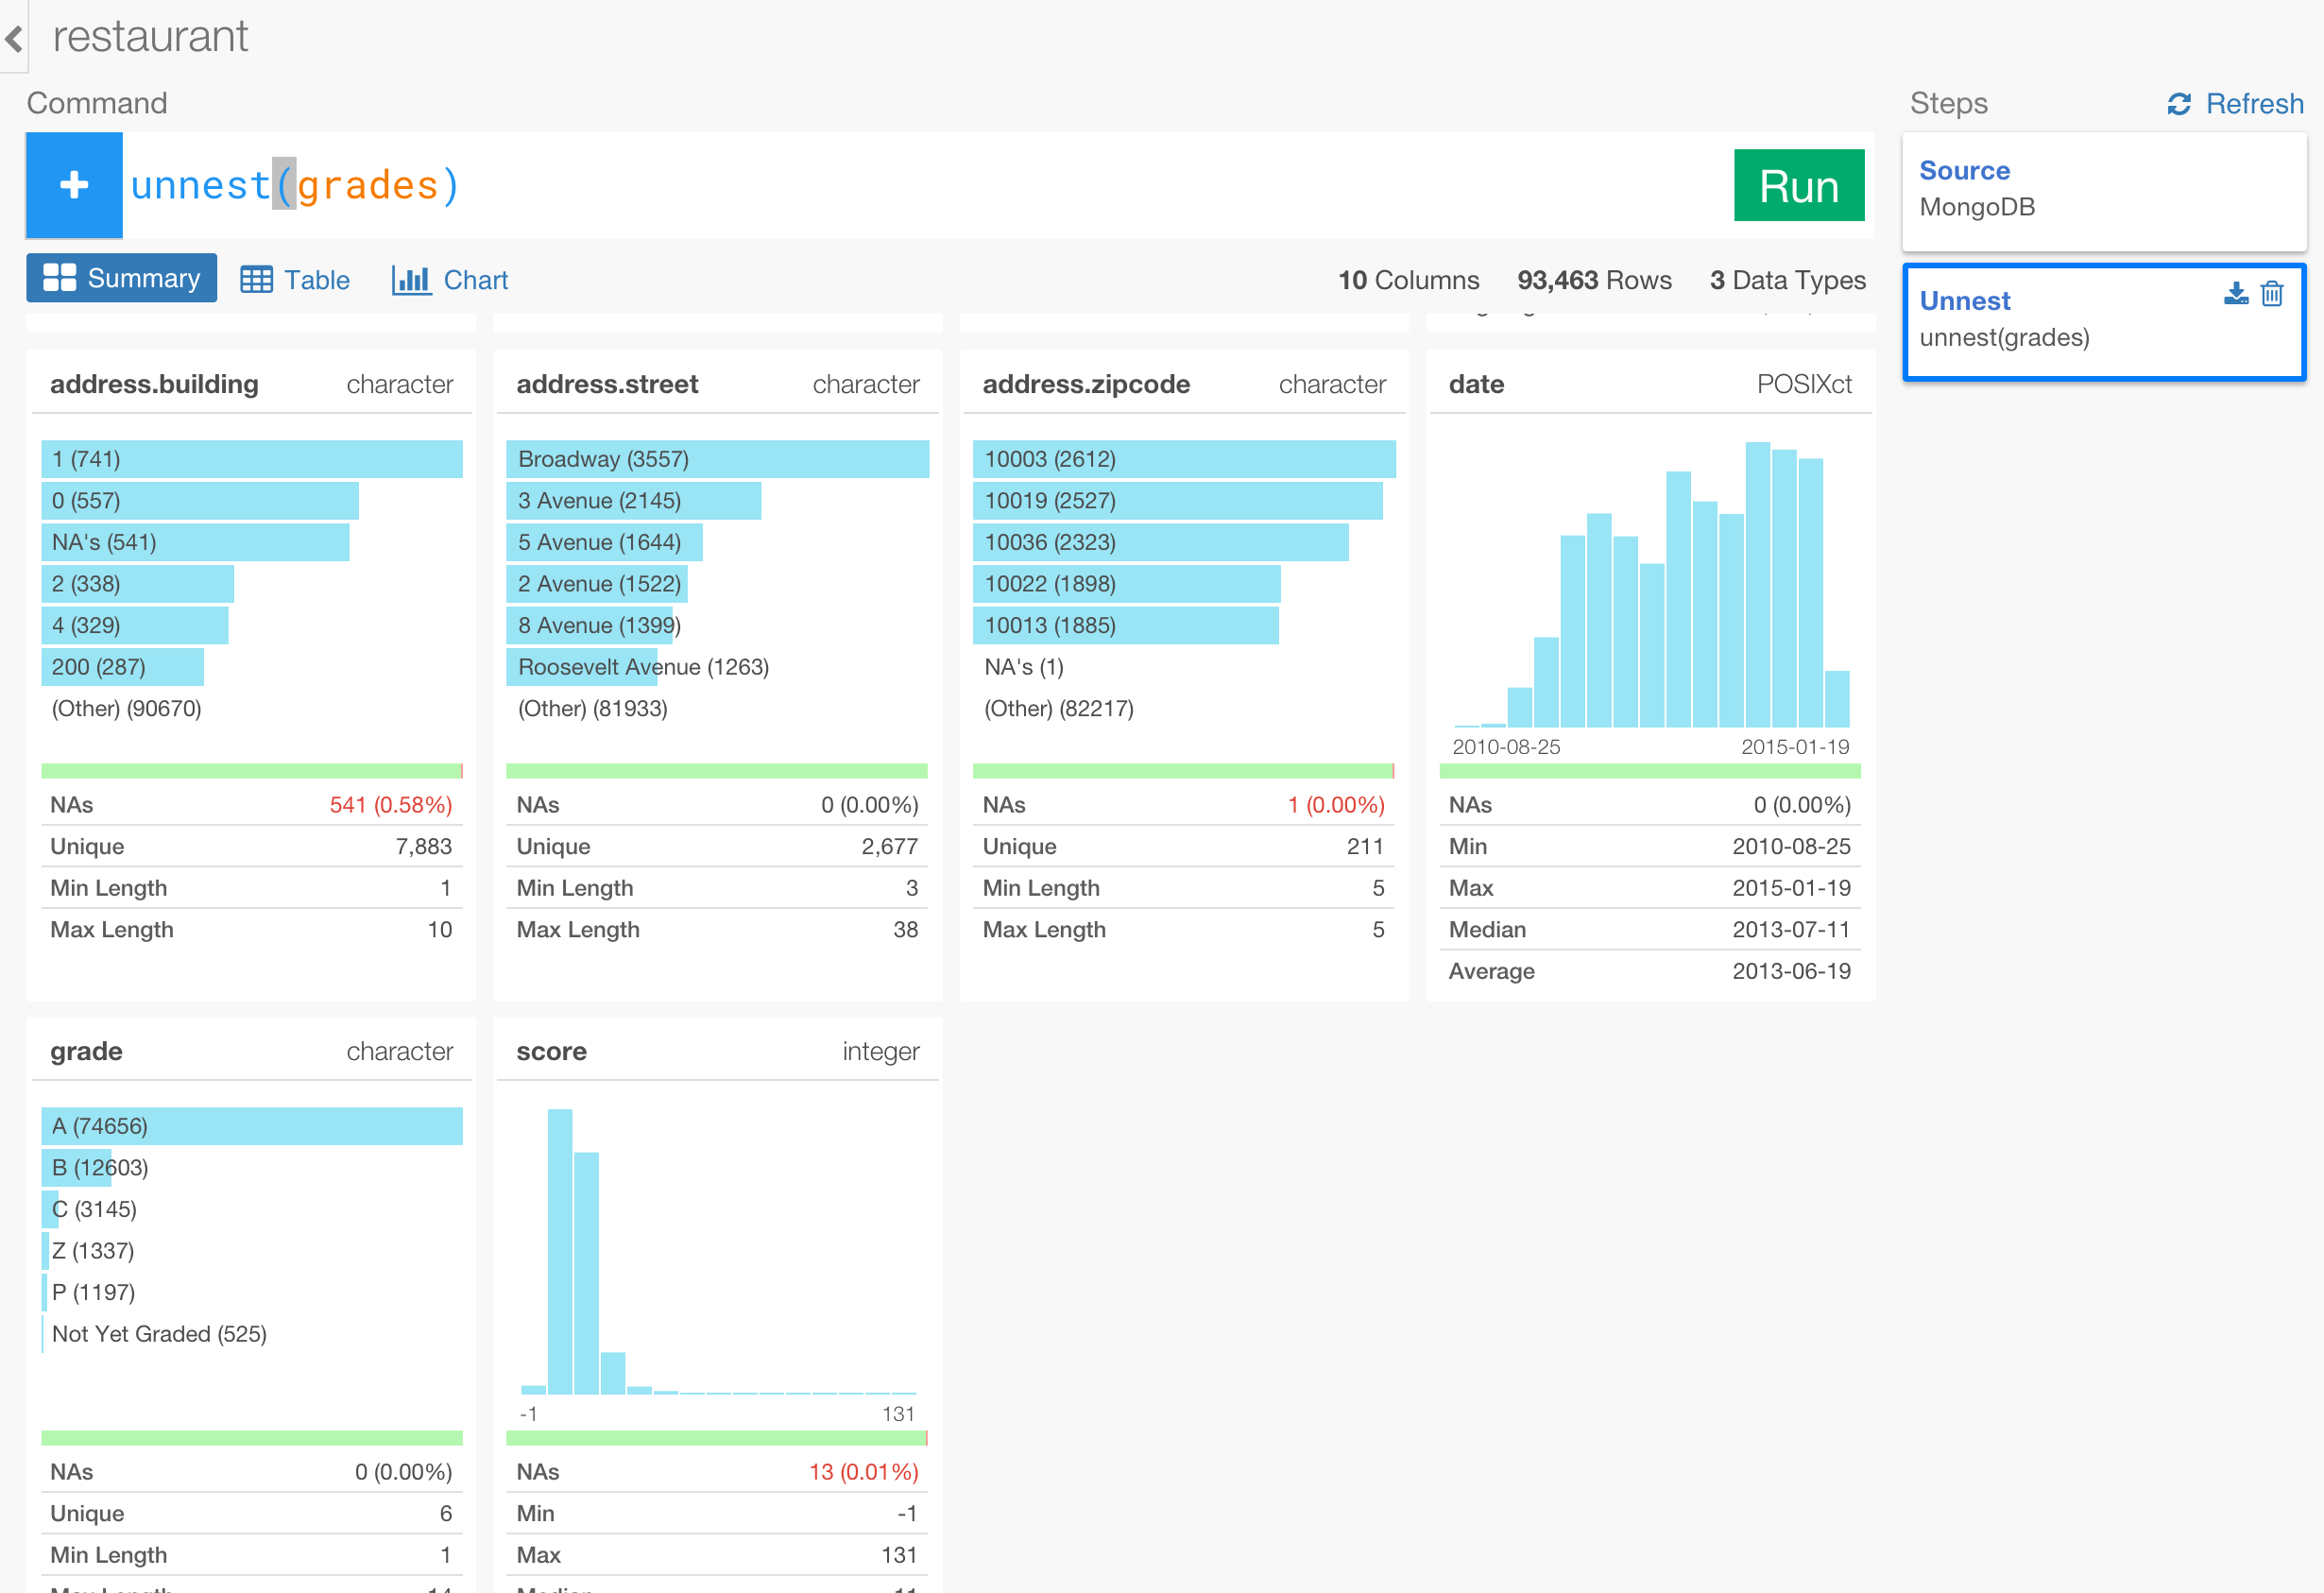 restaurant
Command
Steps
Refresh
unnest(grades)
Run
Source
MongoDB
Summary
Table
Chart
10 Columns
93,463 Rows
3 Data Types
Unnest
unnest(grades)
address.building character
1 (741)
0 (557)
NA's (541)
2 (338)
4 (329)
200 (287)
(Other) (90670)
NAs 541 (0.58%)
Unique 7,883
Min Length 1
Max Length 10
address.street character
Broadway (3557)
3 Avenue (2145)
5 Avenue (1644)
2 Avenue (1522)
8 Avenue (1399)
Roosevelt Avenue (1263)
(Other) (81933)
NAs 0 (0.00%)
Unique 2,677
Min Length 3
Max Length 38
address.zipcode character
10003 (2612)
10019 (2527)
10036 (2323)
10022 (1898)
10013 (1885)
NA's (1)
(Other) (82217)
NAs 1 (0.00%)
Unique 211
Min Length 5
Max Length 5
date POSIXct
2010-08-25 2015-01-19
NAs 0 (0.00%)
Min 2010-08-25
Max 2015-01-19
Median 2013-07-11
Average 2013-06-19
grade character
A (74656)
B (12603)
C (3145)
Z (1337)
P (1197)
Not Yet Graded (525)
NAs 0 (0.00%)
Unique 6
Min Length 1
Max Length 14
score integer
-1 131
NAs 13 (0.01%)
Min -1
Max 131
Median 11